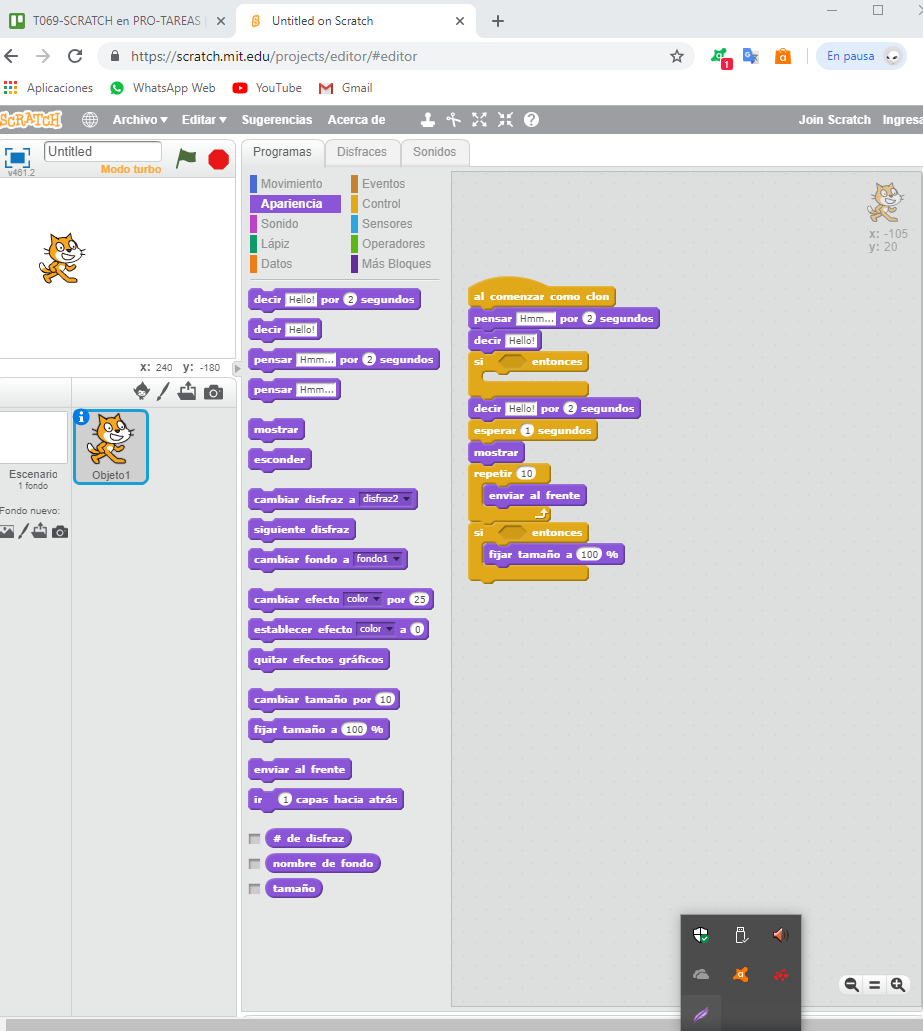 T069-SCRATCH en PRO-TAREAS
Untitled on Scratch
https://scratch.mit.edu/projects/editor/#editor
1
En pausa
Aplicaciones
WhatsApp Web
YouTube
Gmail
SCRATCH
Archivo
Editar
Sugerencias
Acerca de
Join Scratch
Ingresa
Untitled
v461.2
Modo turbo
Programas
Disfraces
Sonidos
Movimiento
Apariencia
Sonido
Lápiz
Datos
Eventos
Control
Sensores
Operadores
Más Bloques
x: 240 y: -180
Objeto1
Escenario
1 fondo
Fondo nuevo:
decir Hello! por 2 segundos
decir Hello!
pensar Hmm... por 2 segundos
pensar Hmm...
mostrar
esconder
cambiar disfraz a disfraz2
siguiente disfraz
cambiar fondo a fondo1
cambiar efecto color por 25
establecer efecto color a 0
quitar efectos gráficos
cambiar tamaño por 10
fijar tamaño a 100 %
enviar al frente
ir 1 capas hacia atrás
# de disfraz
nombre de fondo
tamaño
x: -105
y: 20
al comenzar como clon
pensar Hmm... por 2 segundos
decir Hello!
si entonces
decir Hello! por 2 segundos
esperar 1 segundos
mostrar
repetir 10
enviar al frente
si entonces
fijar tamaño a 100 %